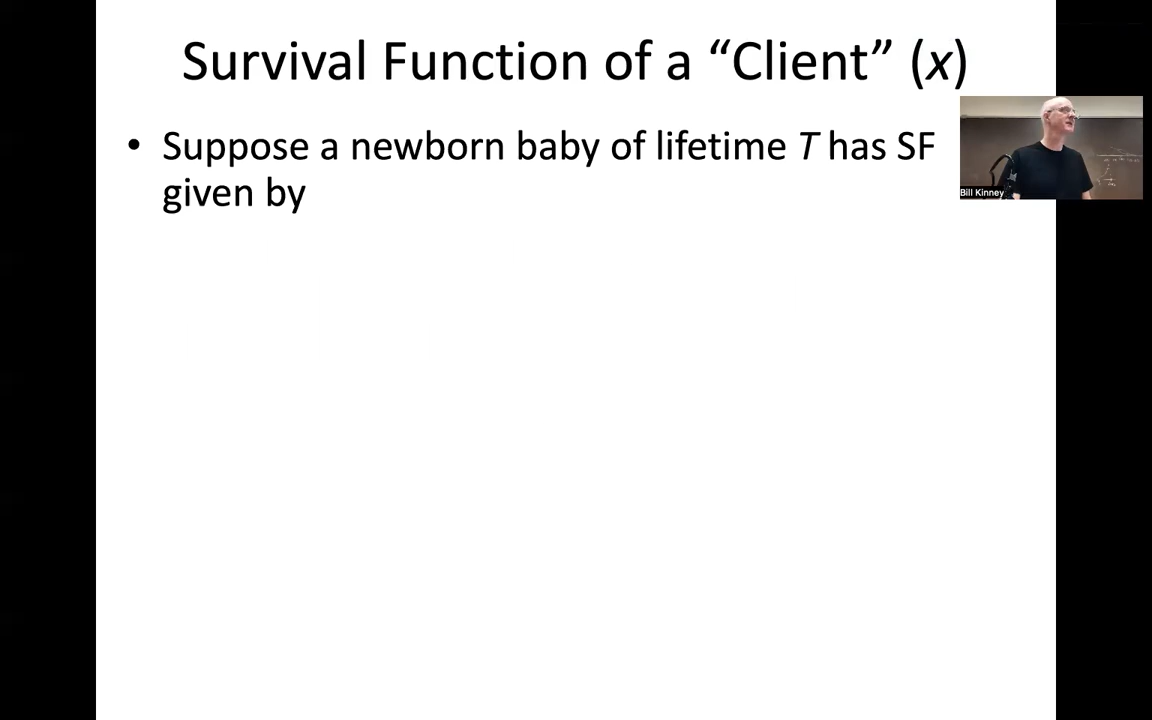 Survival Function of a “Client” (x)
• Suppose a newborn baby of lifetime T has SF
given by
Bill Kinney